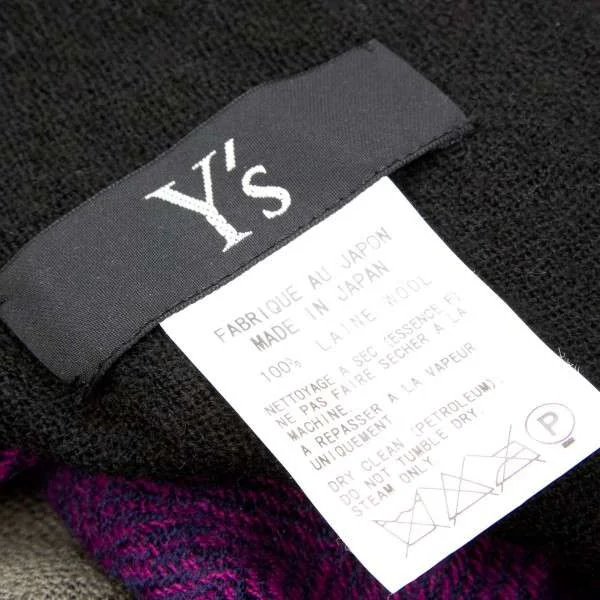 Y's
FABRIQUE AU JAPON
MADE IN JAPAN
100% LAINE WOOL
NETTOYAGE A SEC (ESSENCE F)
NE PAS FAIRE SECHER A LA
MACHINE.
A REPASSER A LA VAPEUR
UNIQUEMENT
DRY CLEAN (PETROLEUM).
DO NOT TUMBLE DRY.
STEAM ONLY
P